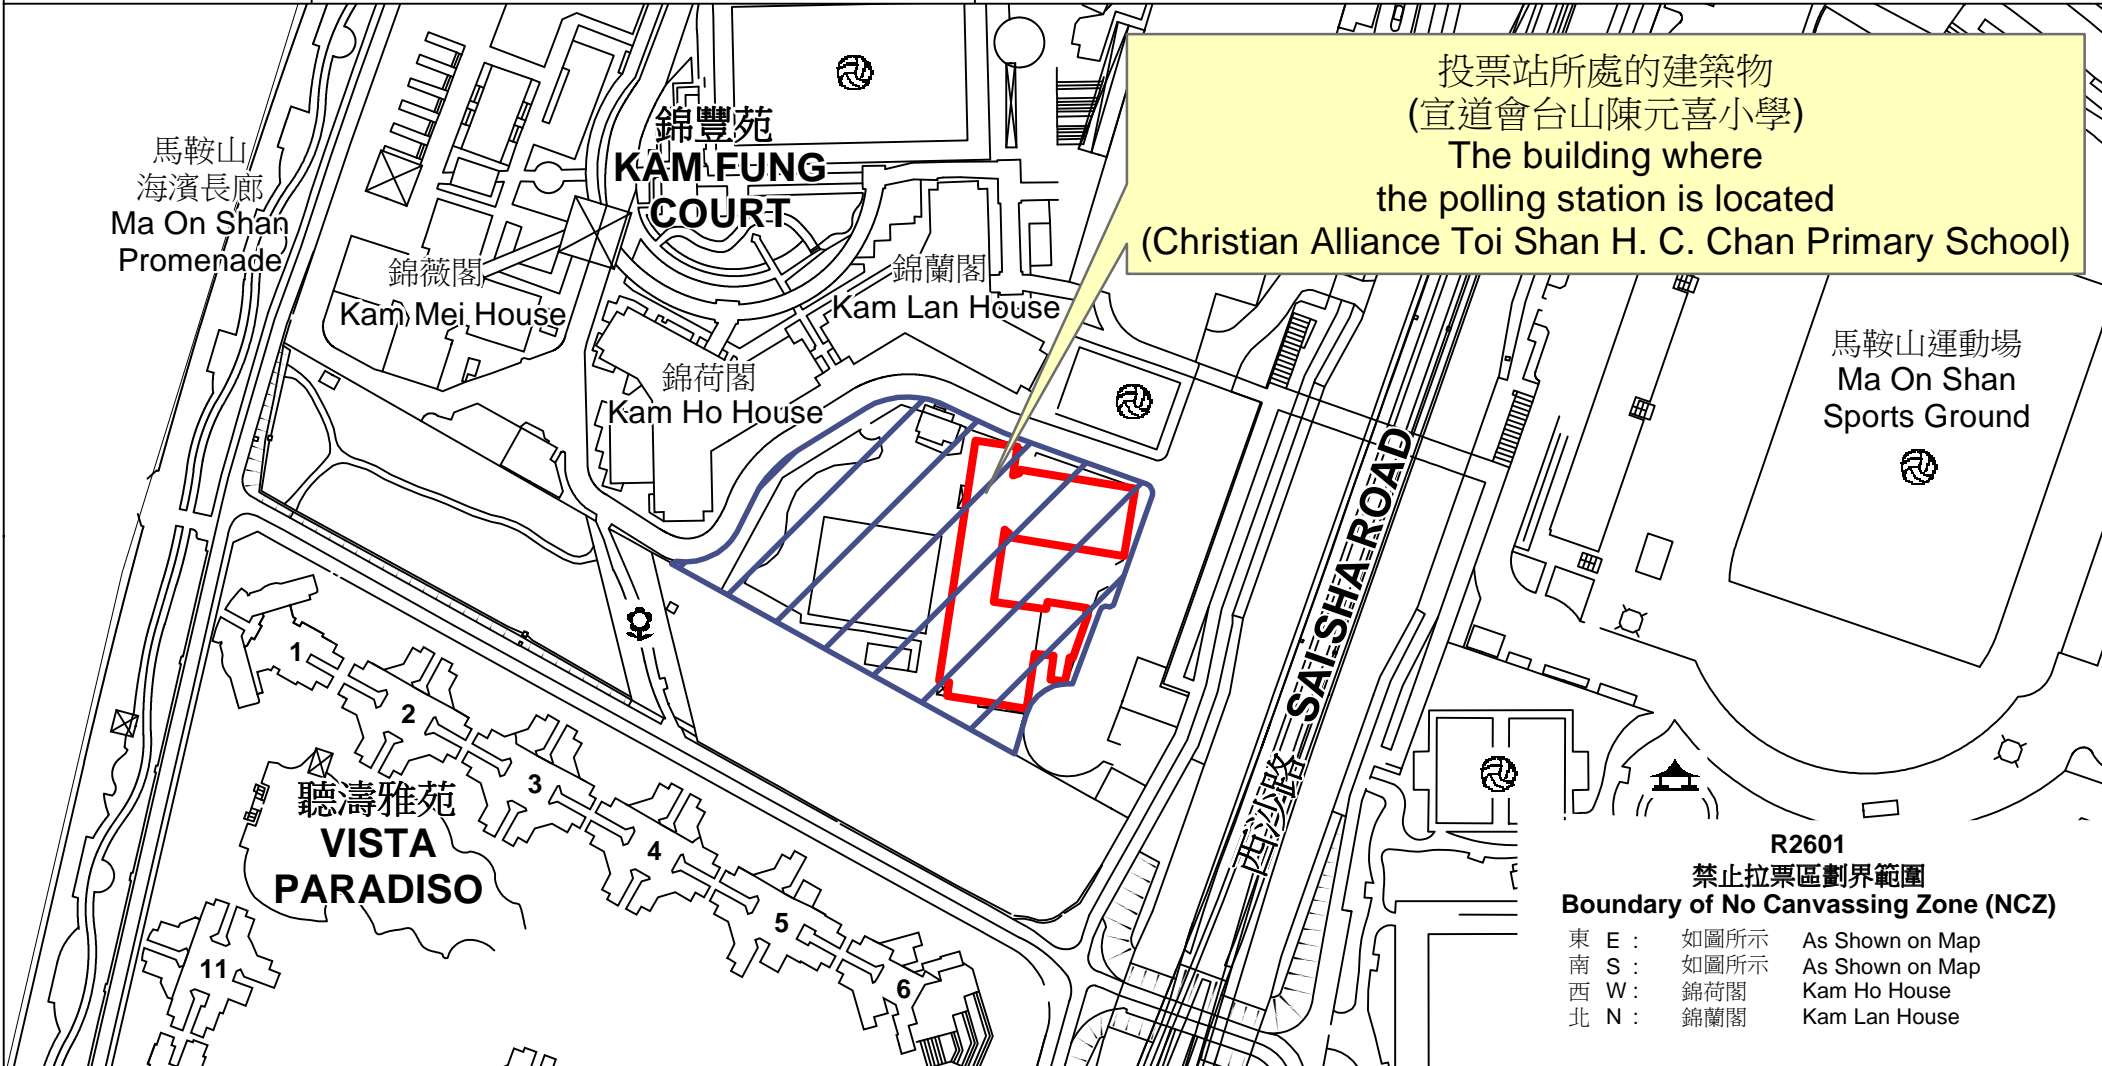 投票站所處的建築物
(宣道會台山陳元喜小學)
The building where
the polling station is located
(Christian Alliance Toi Shan H. C. Chan Primary School)
錦豐苑
KAM FUNG
COURT
馬鞍山
海濱長廊
Ma On Shan
Promenade
錦薇閣
Kam Mei House
錦蘭閣
Kam Lan House
錦荷閣
Kam Ho House
馬鞍山運動場
Ma On Shan
Sports Ground
西沙路 SAI SHA ROAD
1
2
3
4
5
6
11
聽濤雅苑
VISTA
PARADISO
R2601
禁止拉票區劃界範圍
Boundary of No Canvassing Zone (NCZ)
東 E : 如圖所示 As Shown on Map
南 S : 如圖所示 As Shown on Map
西 W : 錦荷閣 Kam Ho House
北 N : 錦蘭閣 Kam Lan House